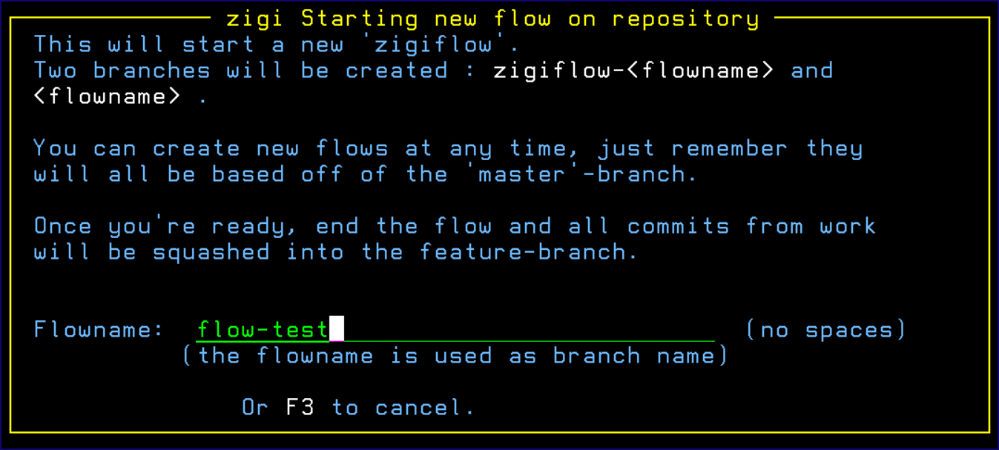 zigi Starting new flow on repository
This will start a new 'zigiflow'.
Two branches will be created : zigiflow-<flowname> and
<flowname> .
You can create new flows at any time, just remember they
will all be based off of the 'master'-branch.
Once you're ready, end the flow and all commits from work
will be squashed into the feature-branch.
Flowname: flow-test (no spaces)
(the flowname is used as branch name)
Or F3 to cancel.